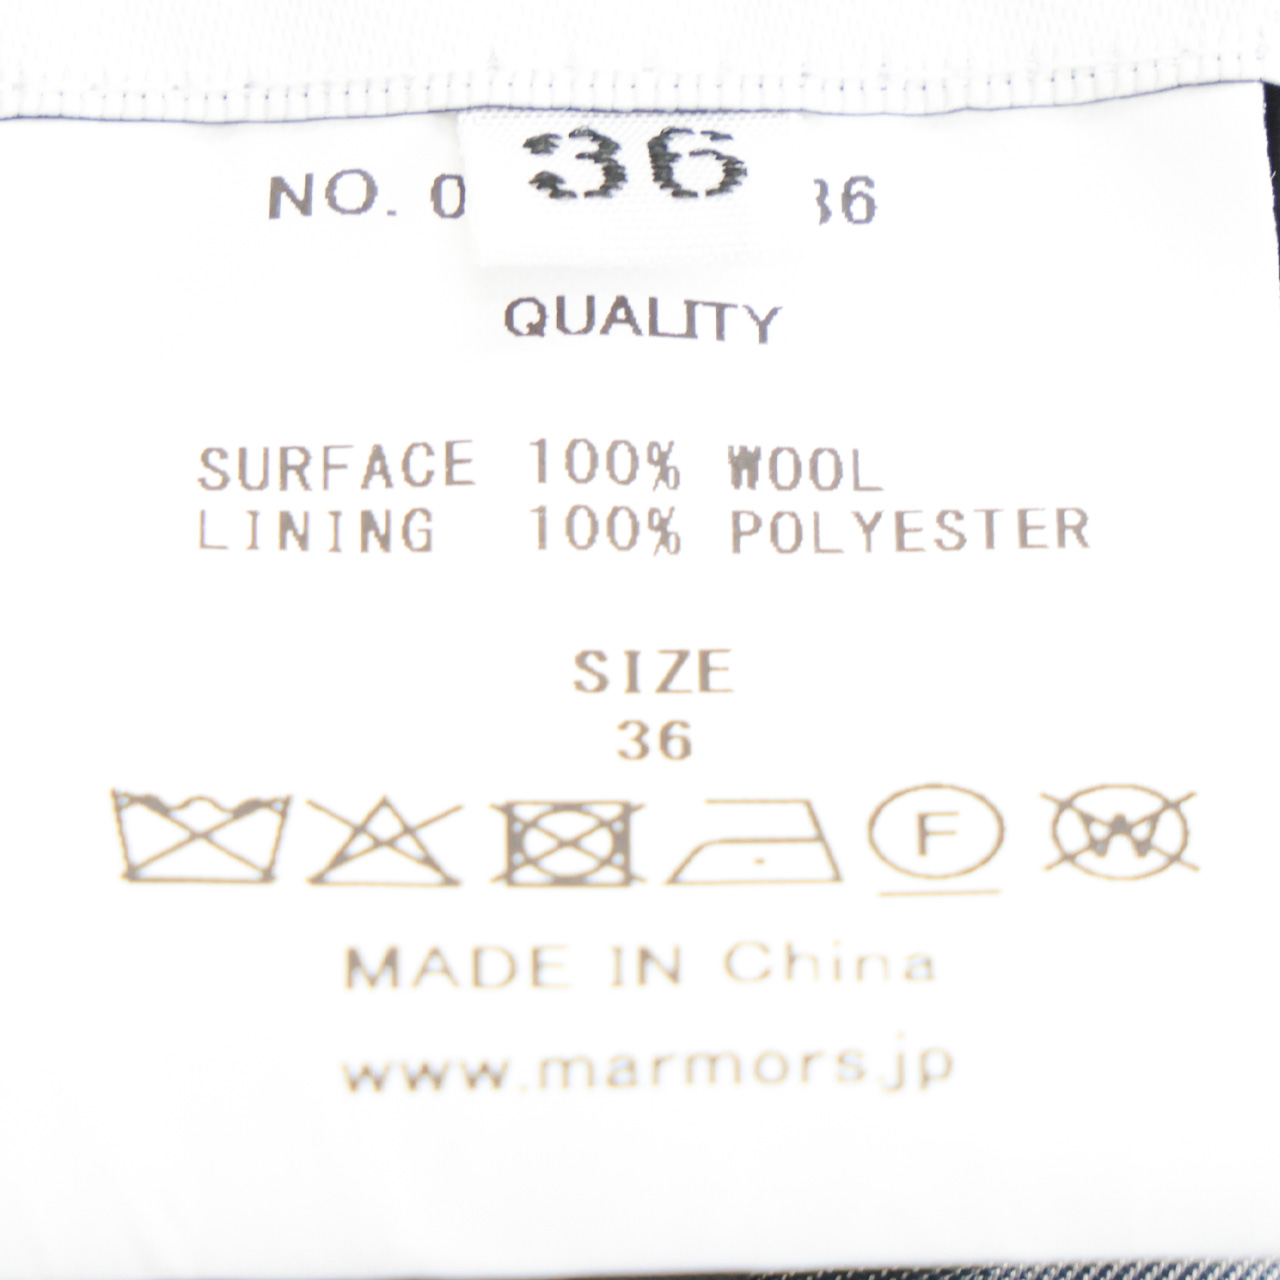 36
NO. 0 36
QUALITY
SURFACE 100% WOOL
LINING 100% POLYESTER
SIZE
36
F W
MADE IN China
www.marmors.jp